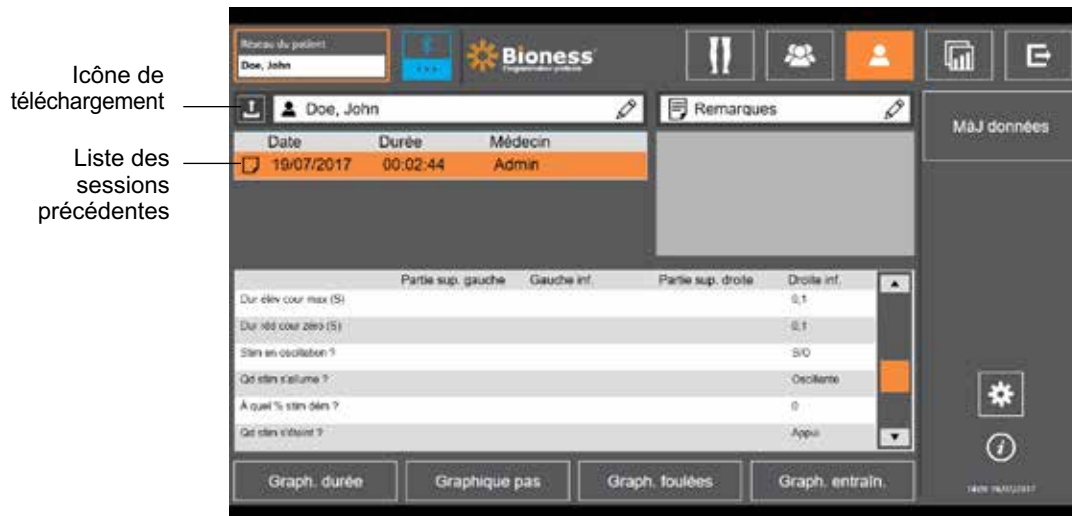 Icône de
téléchargement
Liste des
sessions
précédentes
Réseau du patient
Doe, John
Bioness
Doe, John
Remarques
MàJ données
Date Durée Médecin
19/07/2017 00:02:44 Admin
Partie sup. gauche Gauche inf. Partie sup. droite Droite inf.
Dur élév cour max (S) 0,1
Dur réd cour zéro (S) 0,1
Stim en oscillation ? S/O
Qd stim s'allume ? Oscillante
À quel % stim dém ? 0
Qd stim s'éteint ? Appui
Graph. durée Graphique pas Graph. foulées Graph. entraîn.